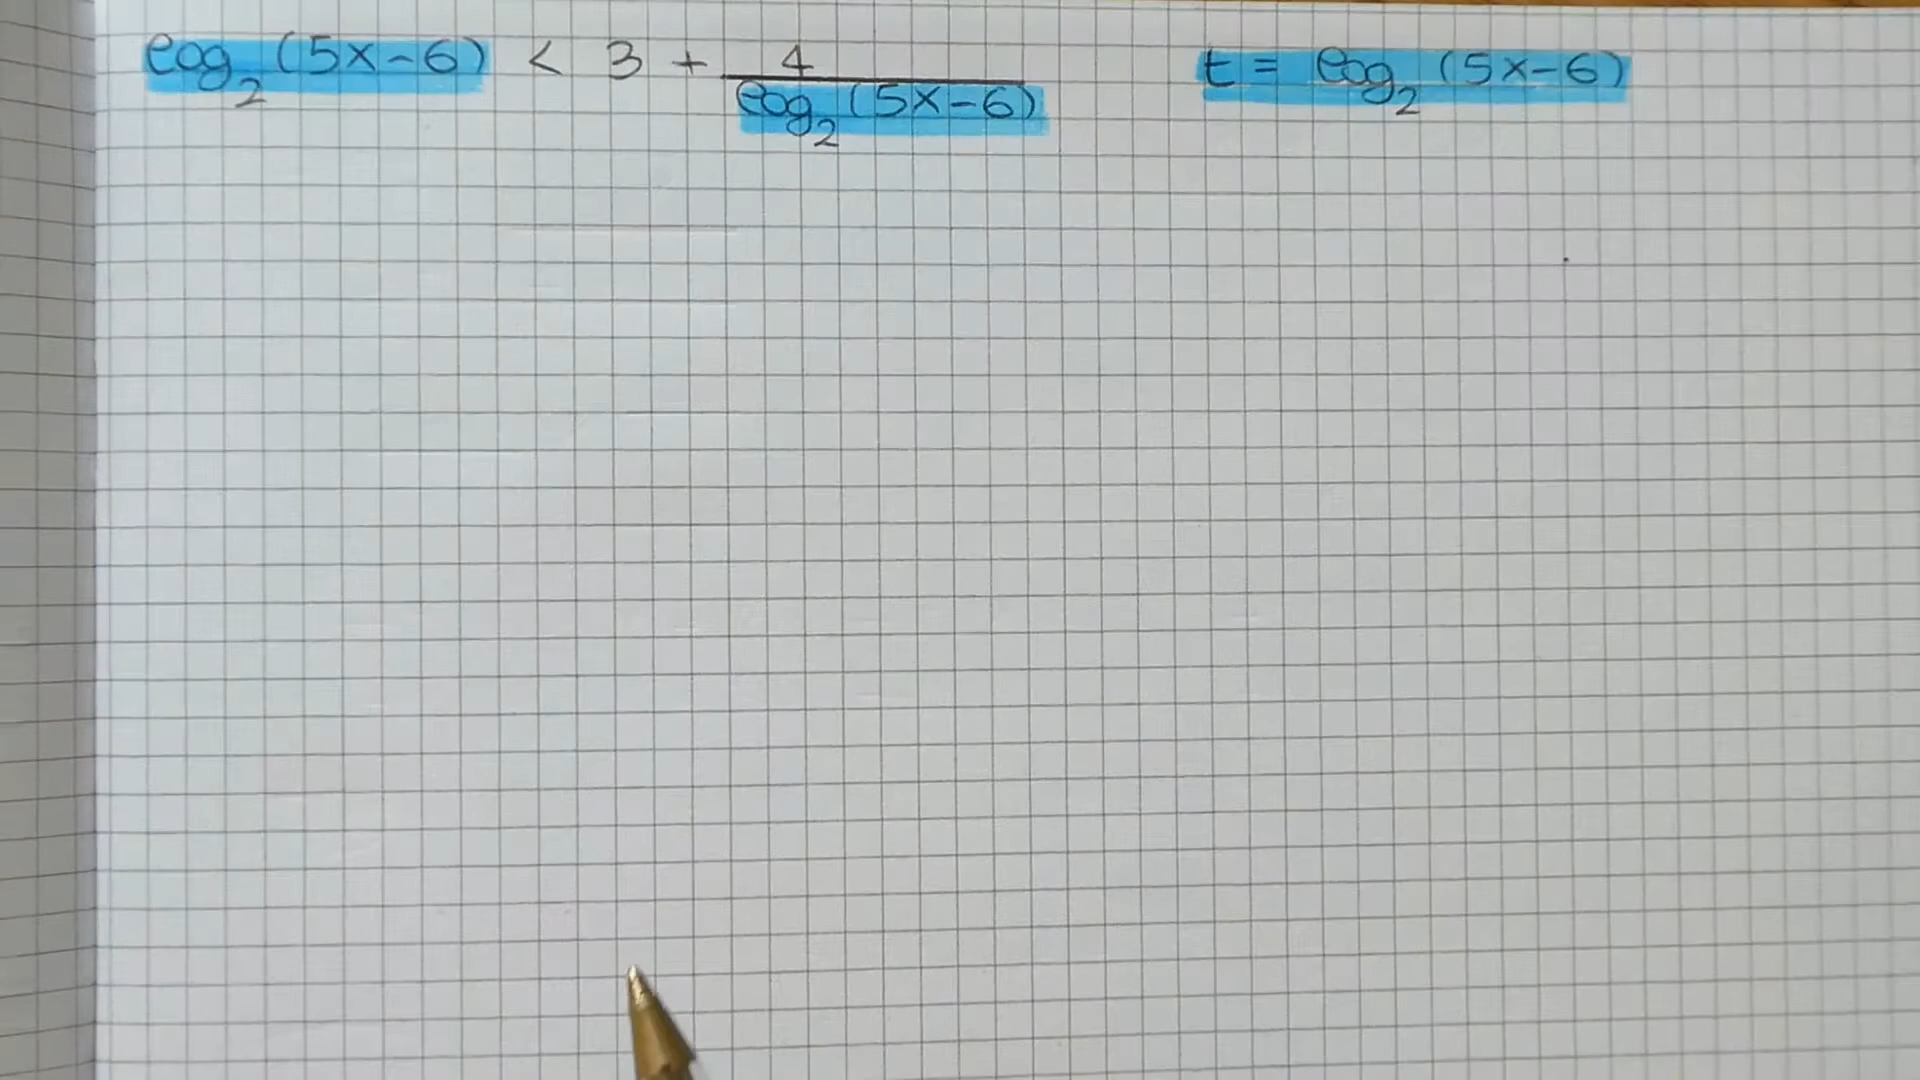 log₂ (5x-6) < 3 + 4/log₂ (5x-6)
t = log₂ (5x-6)